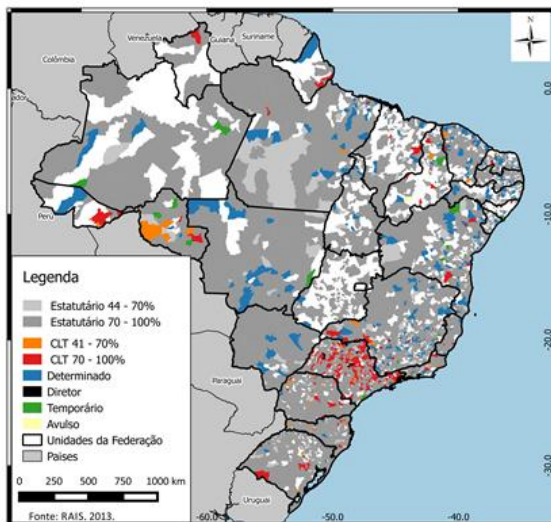 Venezuela
Guiana
Suriname
Colômbia
ador
0.0
Peru
-10.0
Legenda
Estatutário 44 - 70%
Estatutário 70 - 100%
CLT 41 - 70%
CLT 70 - 100%
Determinado
Diretor
Temporário
Avulso
Unidades da Federação
Paises
-20.0
Paraguai
-30.0
0 250 500 750 1000 km
Uruguai
Fonte: RAIS, 2013.
-60.0
-50.0
-40.0